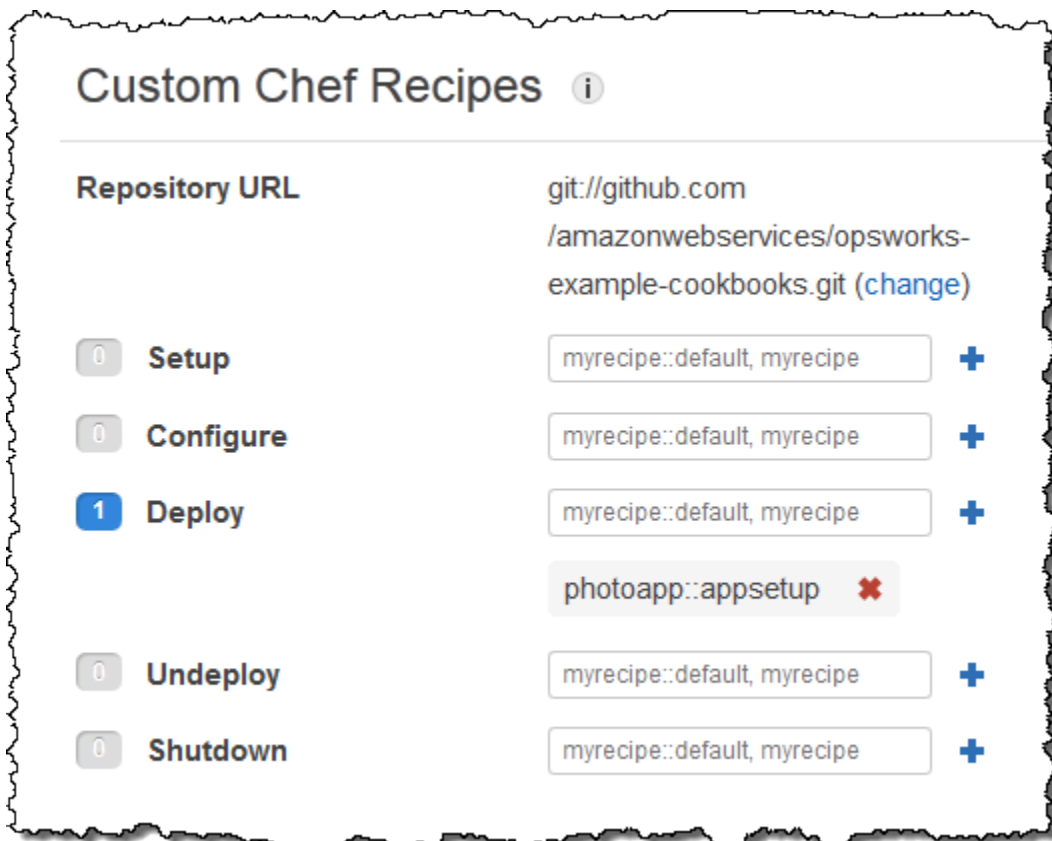 Custom Chef Recipes i
Repository URL git://github.com
/amazonwebservices/opsworks-
example-cookbooks.git (change)
0 Setup myrecipe::default, myrecipe
0 Configure myrecipe::default, myrecipe
1 Deploy myrecipe::default, myrecipe
photoapp::appsetup
0 Undeploy myrecipe::default, myrecipe
0 Shutdown myrecipe::default, myrecipe